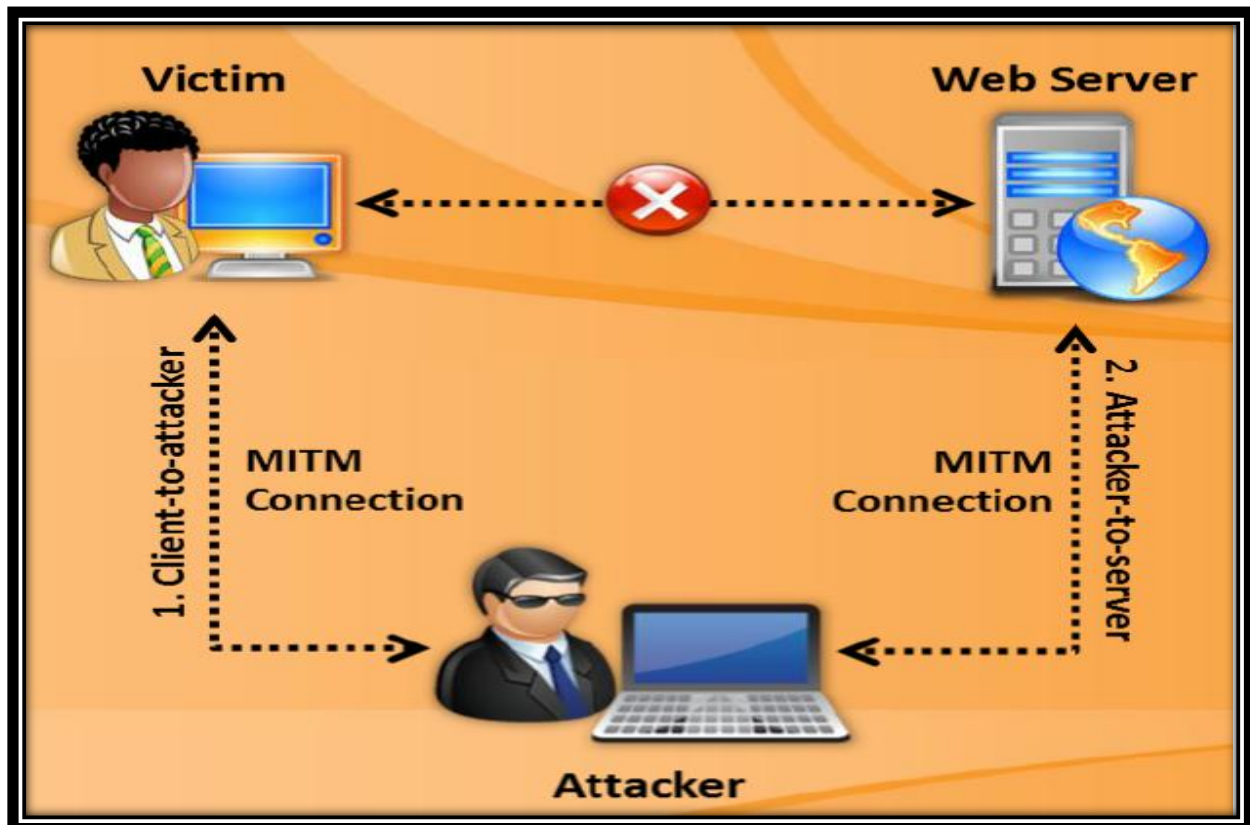 Victim
Web Server
1. Client-to-attacker
MITM
Connection
MITM
Connection
2. Attacker-to-server
Attacker